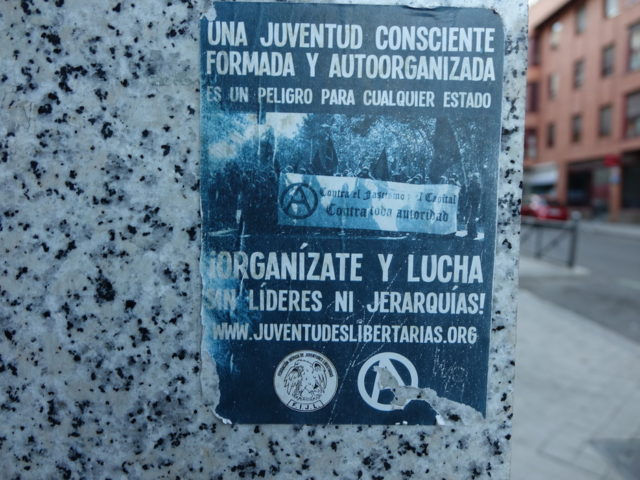 UNA JUVENTUD CONSCIENTE
FORMADA Y AUTOORGANIZADA
ES UN PELIGRO PARA CUALQUIER ESTADO
Contra el Fascismo y el Capital
Contra toda autoridad
¡ORGANÍZATE Y LUCHA
SIN LÍDERES NI JERARQUÍAS!
WWW.JUVENTUDESLIBERTARIAS.ORG
F.I.J.L.